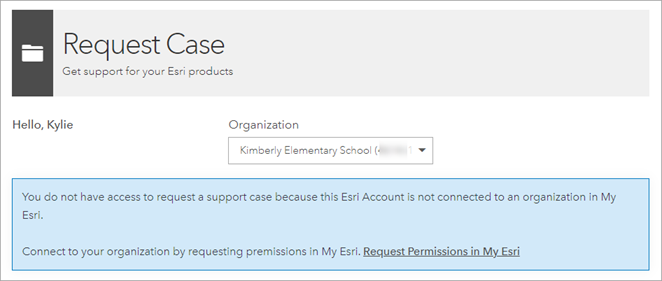 Request Case
Get support for your Esri products
Hello, Kylie
Organization
Kimberly Elementary School (
You do not have access to request a support case because this Esri Account is not connected to an organization in My
Esri.
Connect to your organization by requesting premissions in My Esri. Request Permissions in My Esri